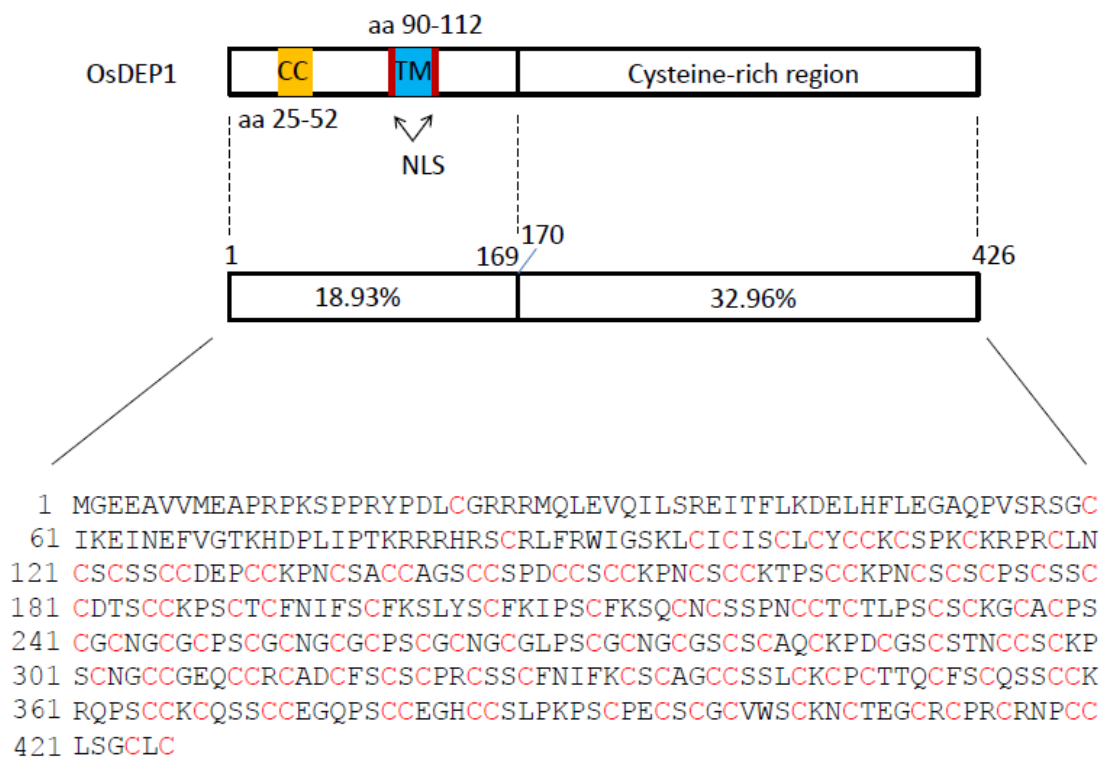 aa 90-112
OsDEP1 CC TM Cysteine-rich region
aa 25-52
NLS
1 169 170 426
18.93% 32.96%
1 MGEEAVVMEAPRPKSPPRYPDLCGRRRMQLEVQILSREITFLKDELHFLEGAQPVSRSGC
61 IKEINEFVGTKHDPLIPTKRRRHRSCRLFRWIGSKLCICISCLCYCCKCSPKCKRPRCLN
121 CSCSSCCDEPCCKPNCSACCAGSCCSPDCCSCCKPNCSCCKTPSCCKPNCSCSCPSCSSC
181 CDTSCCKPSCTCFNIFSCFKSLYSCFKIPSCFKSQCNCSSPNCCTCTLPSCSCKGCACPS
241 CGCNGCGCPSCGCNGCGCPSCGCNGCGLPSCGCNGCGSCSCAQCKPDCGSCSTNCCSCKP
301 SCNGCCGEQCCRCADCFSCSCPRCSSCFNIFKCSCAGCCSSLCKCPCTTQCFSCQSSCCK
361 RQPSCCKCQSSCCEGQPSCCEGHCCSLPKPSCPECSCGCVWSCKNCTEGCRCPRCRNPCC
421 LSGCLC